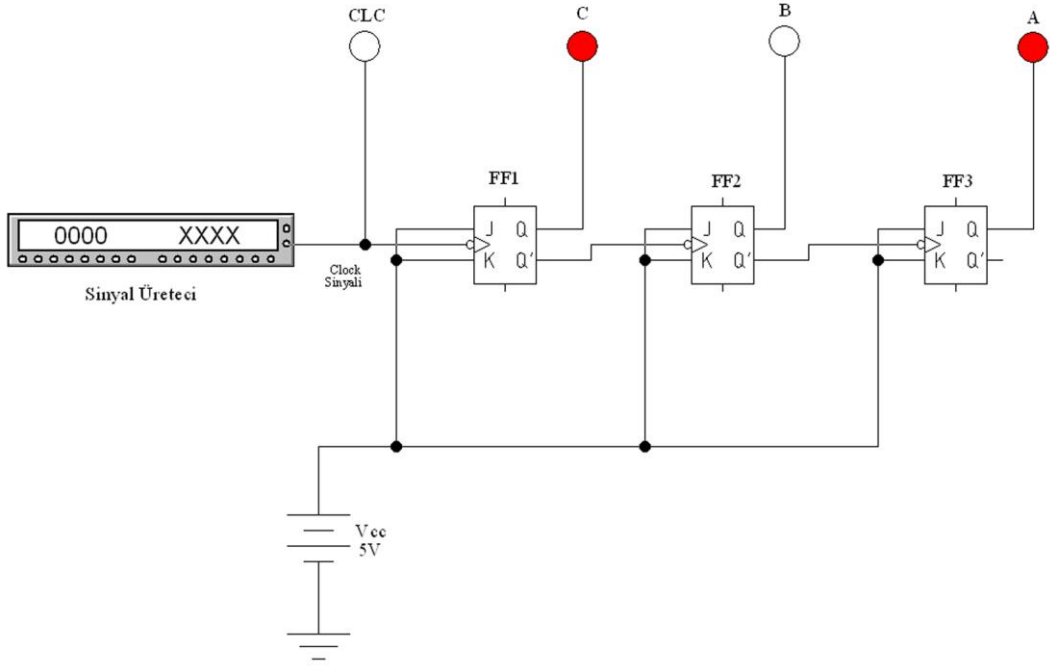 CLC
C
B
A
FF1
FF2
FF3
0000 XXXX
J Q
K Q'
J Q
K Q'
J Q
K Q'
Clock
Sinyali
Sinyal Üreteci
Vcc
5V